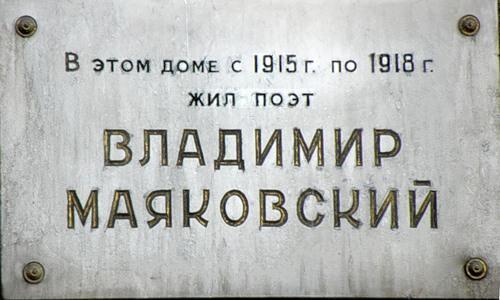 В этом доме с 1915 г. по 1918 г.
жил поэт
ВЛАДИМИР
МАЯКОВСКИЙ